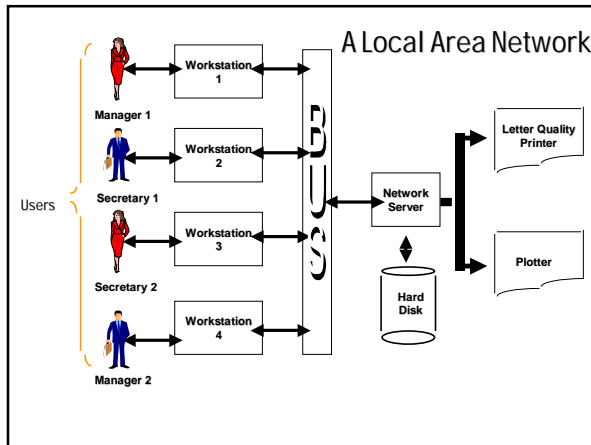 A Local Area Network
Users
Manager 1
Workstation
1
Secretary 1
Workstation
2
Secretary 2
Workstation
3
Manager 2
Workstation
4
BUS
Network
Server
Hard
Disk
Letter Quality
Printer
Plotter